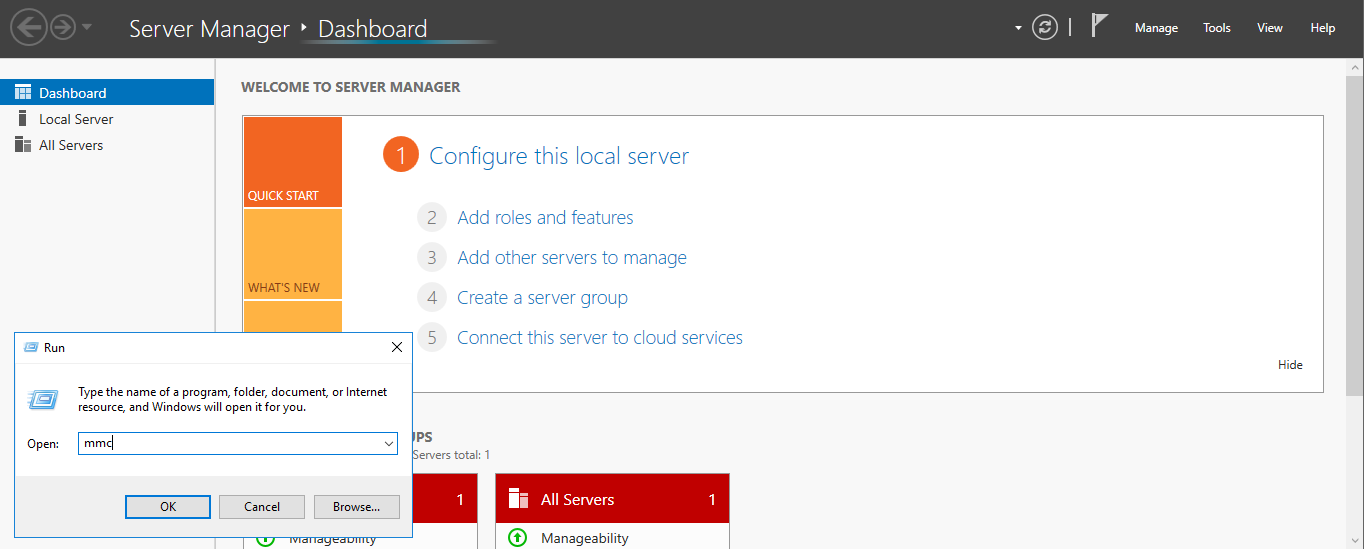 Server Manager ‣ Dashboard
Manage Tools View Help
Dashboard
Local Server
All Servers
WELCOME TO SERVER MANAGER
QUICK START
WHAT'S NEW
1 Configure this local server
2 Add roles and features
3 Add other servers to manage
4 Create a server group
5 Connect this server to cloud services
Hide
Run
Type the name of a program, folder, document, or Internet
resource, and Windows will open it for you.
Open: mmc
OK Cancel Browse...
Servers total: 1
1
Manageability
All Servers 1
Manageability